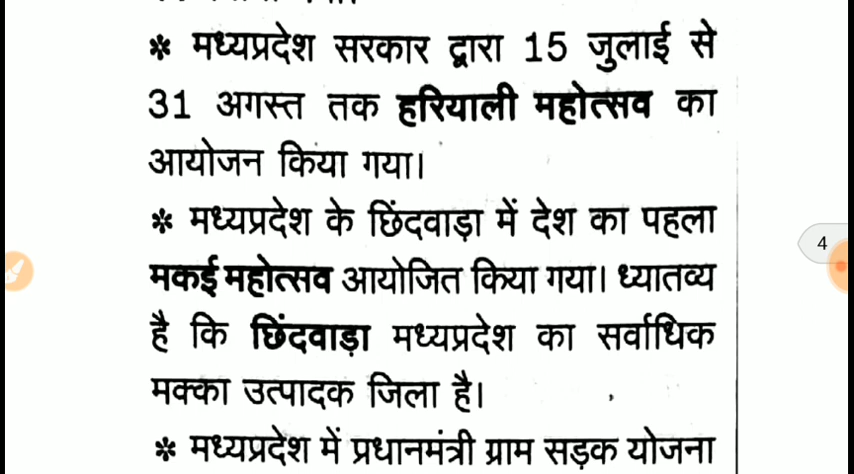 * मध्यप्रदेश सरकार द्वारा 15 जुलाई से
31 अगस्त तक हरियाली महोत्सव का
आयोजन किया गया।
* मध्यप्रदेश के छिंदवाड़ा में देश का पहला
मकई महोत्सव आयोजित किया गया। ध्यातव्य
है कि छिंदवाड़ा मध्यप्रदेश का सर्वाधिक
मक्का उत्पादक जिला है।
* मध्यप्रदेश में प्रधानमंत्री ग्राम सड़क योजना
4